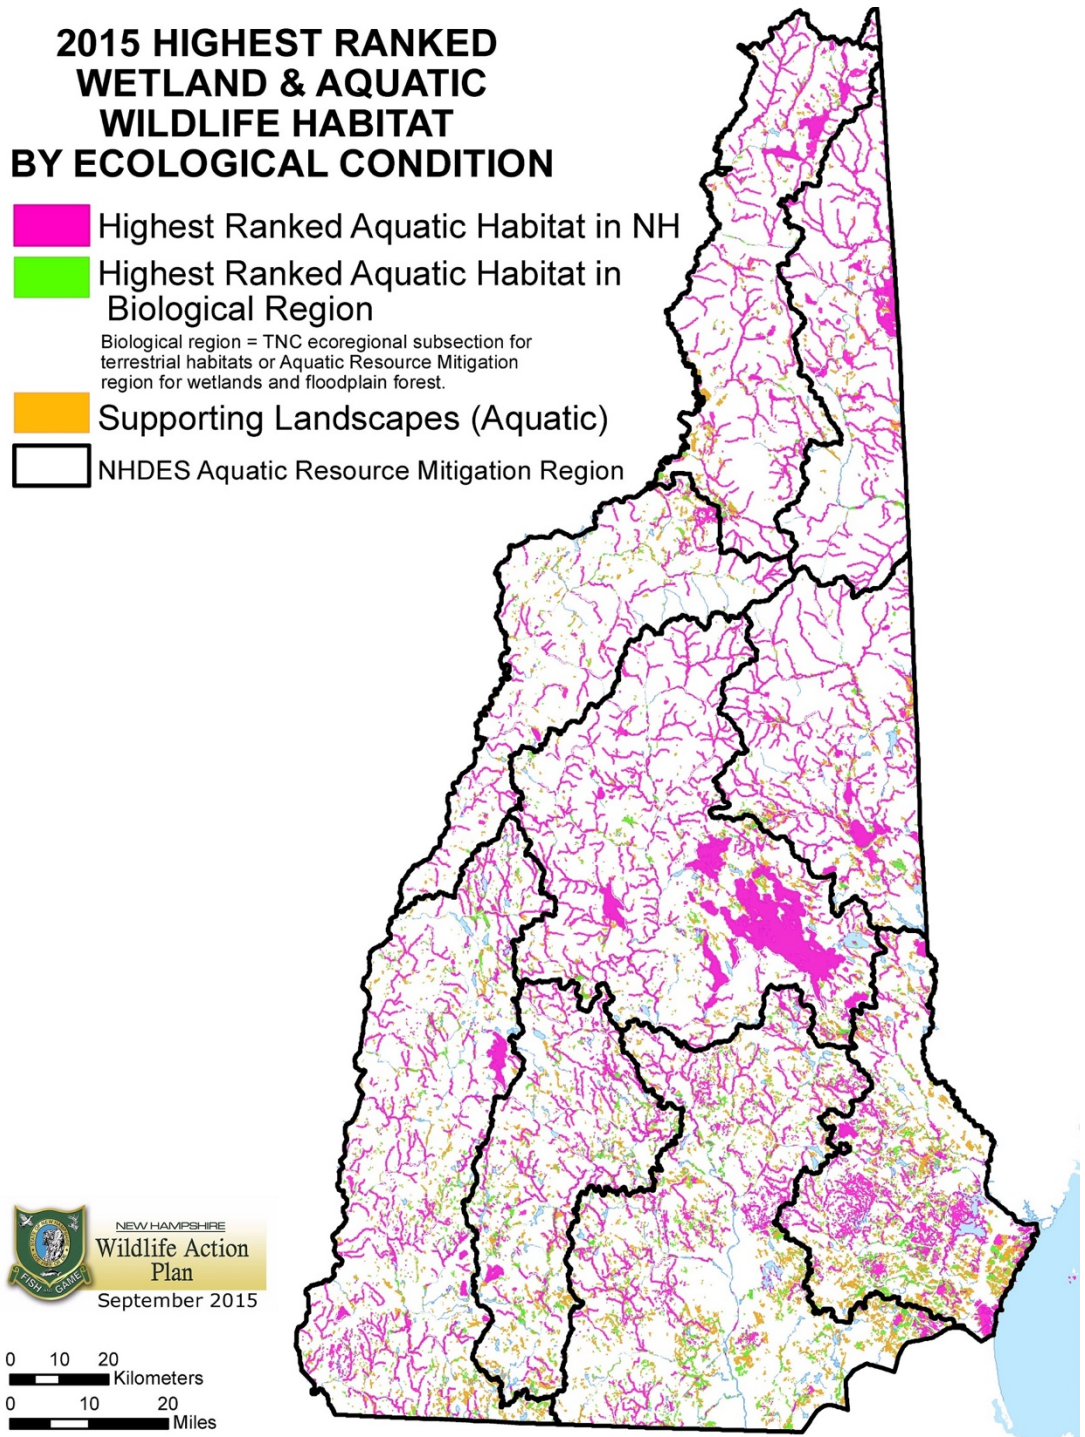 2015 HIGHEST RANKED
WETLAND & AQUATIC
WILDLIFE HABITAT
BY ECOLOGICAL CONDITION
Highest Ranked Aquatic Habitat in NH
Highest Ranked Aquatic Habitat in
Biological Region
Biological region = TNC ecoregional subsection for
terrestrial habitats or Aquatic Resource Mitigation
region for wetlands and floodplain forest.
Supporting Landscapes (Aquatic)
NHDES Aquatic Resource Mitigation Region
NEW HAMPSHIRE
Wildlife Action
Plan
FISH AND GAME
September 2015
0 10 20
Kilometers
0 10 20
Miles